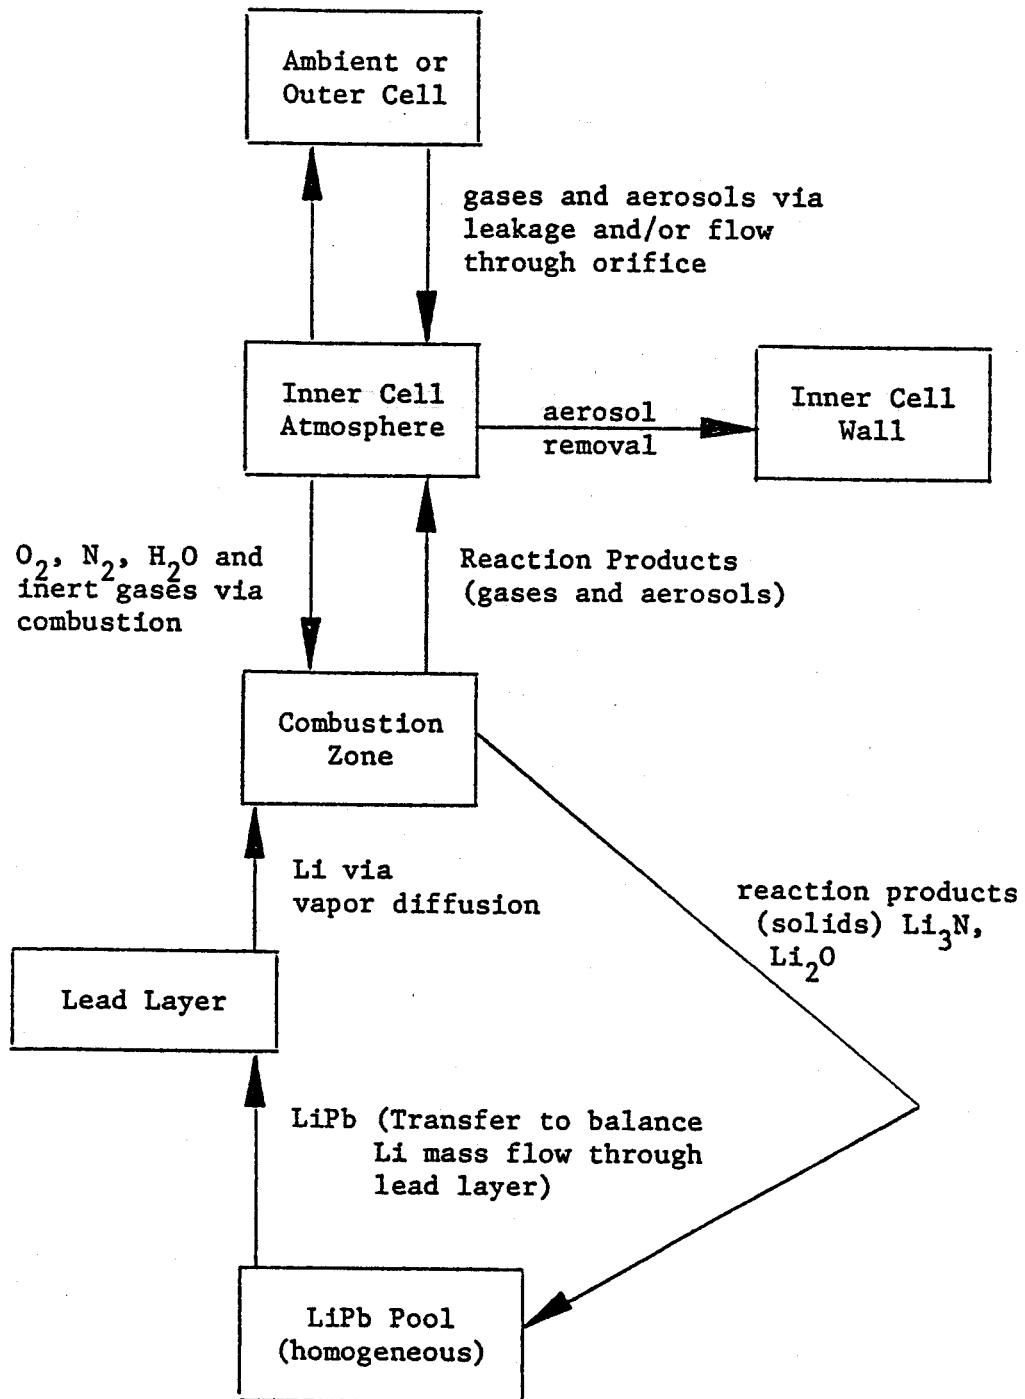 Ambient or
Outer Cell
gases and aerosols via
leakage and/or flow
through orifice
Inner Cell
Atmosphere
aerosol
removal
Inner Cell
Wall
O2, N2, H2O and
inert gases via
combustion
Reaction Products
(gases and aerosols)
Combustion
Zone
Li via
vapor diffusion
reaction products
(solids) Li3N,
Li2O
Lead Layer
LiPb (Transfer to balance
Li mass flow through
lead layer)
LiPb Pool
(homogeneous)